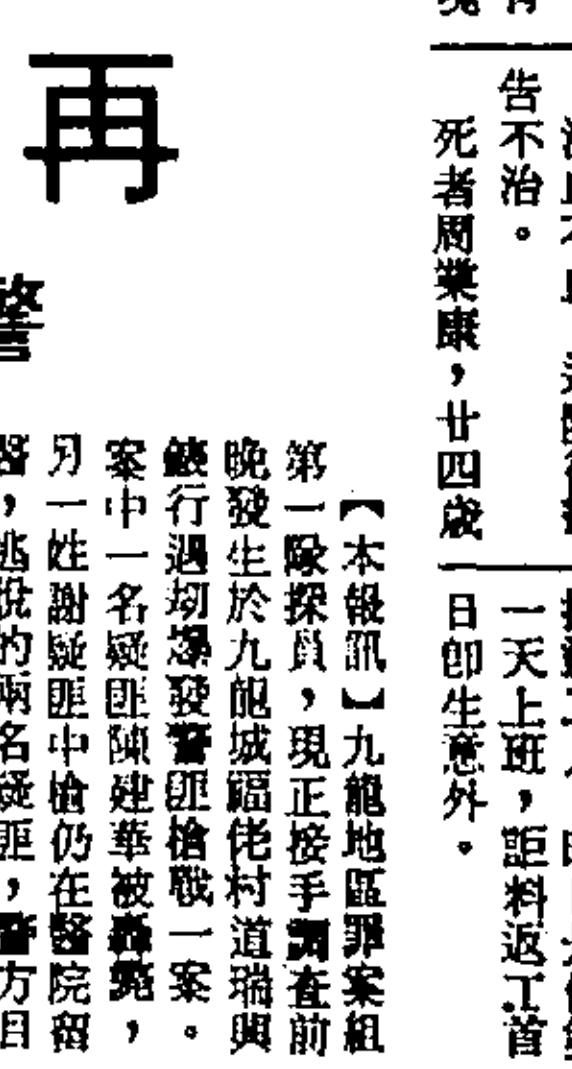 告不治。
死者周業康，廿四歲
一天上班，詎料返工首
日即生意外。
再
警
【本報訊】九龍地區罪案組
第一隊探員，現正接手調查前
晚發生於九龍城福佬村道瑞興
錶行遇刧爆發警匪槍戰一案。
案中一名疑匪陳建華被轟斃，
另一姓謝疑匪中槍仍在醫院留
醫，逃脫的兩名疑匪，警方目